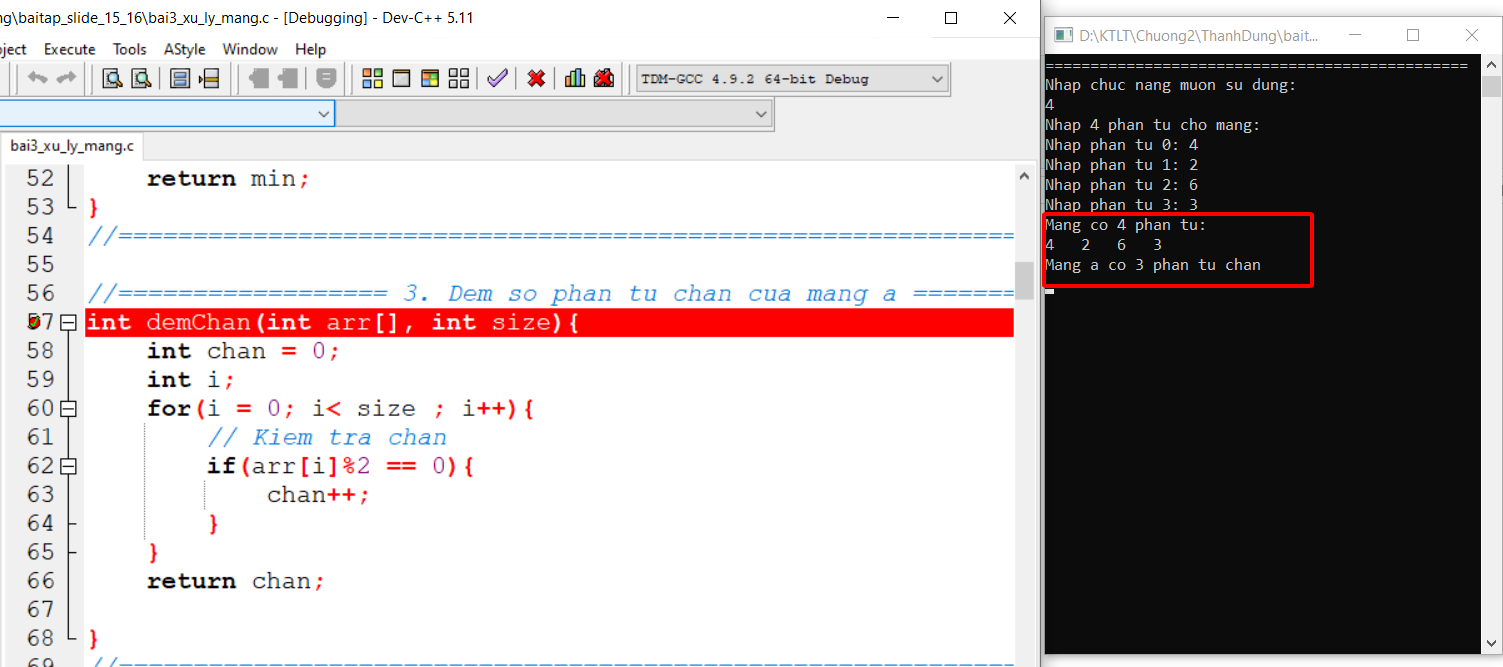 ng\baitap_slide_15_16\bai3_xu_ly_mang.c - [Debugging] - Dev-C++ 5.11
ject Execute Tools AStyle Window Help
TDM-GCC 4.9.2 64-bit Debug
bai3_xu_ly_mang.c
52 return min;
53 }
54 //============================================================
55
56 //================== 3. Dem so phan tu chan cua mang a =======
57 int demChan(int arr[], int size){
58 int chan = 0;
59 int i;
60 for(i = 0; i< size ; i++){
61 // Kiem tra chan
62 if(arr[i]%2 == 0){
63 chan++;
64 }
65 }
66 return chan;
67
68 }
69 //============================================================
D:\KTLT\Chuong2\ThanhDung\bait...
===============================================
Nhap chuc nang muon su dung:
4
Nhap 4 phan tu cho mang:
Nhap phan tu 0: 4
Nhap phan tu 1: 2
Nhap phan tu 2: 6
Nhap phan tu 3: 3
Mang co 4 phan tu:
4 2 6 3
Mang a co 3 phan tu chan